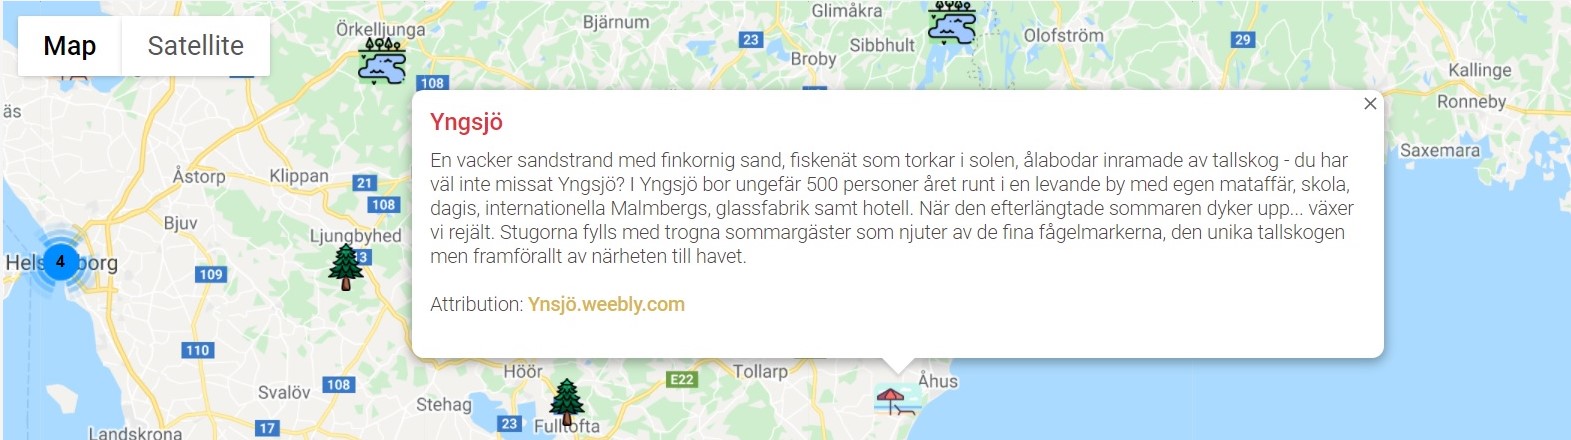 Map
Satellite
Örkelljunga
Bjärnum
Glimåkra
23
Sibbhult
Olofström
29
Broby
108
Kallinge
Ronneby
äs
Saxemara
Åstorp
Klippan
21
108
Bjuv
Ljungbyhed
4
109
110
Svalöv
108
Höör
Stehag
E22
Tollarp
Åhus
Landskrona
17
23
Yngsjö
En vacker sandstrand med finkornig sand, fiskenät som torkar i solen, ålabodar inramade av tallskog - du har
väl inte missat Yngsjö? I Yngsjö bor ungefär 500 personer året runt i en levande by med egen mataffär, skola,
dagis, internationella Malmbergs, glassfabrik samt hotell. När den efterlängtade sommaren dyker upp... växer
vi rejält. Stugorna fylls med trogna sommargäster som njuter av de fina fågelmarkerna, den unika tallskogen
men framförallt av närheten till havet.
Attribution: Ynsjö.weebly.com